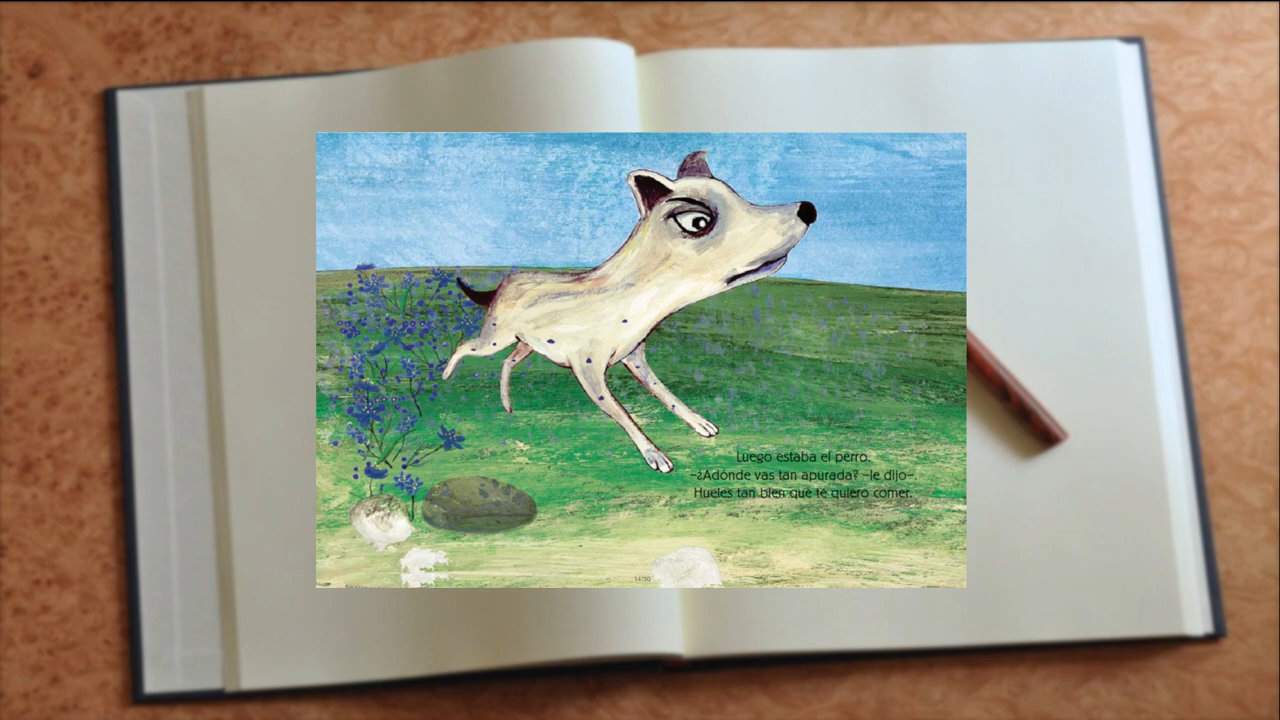 Luego estaba el perro.
–¿Adónde vas tan apurada? –le dijo–.
Hueles tan bien que te quiero comer.
14/30